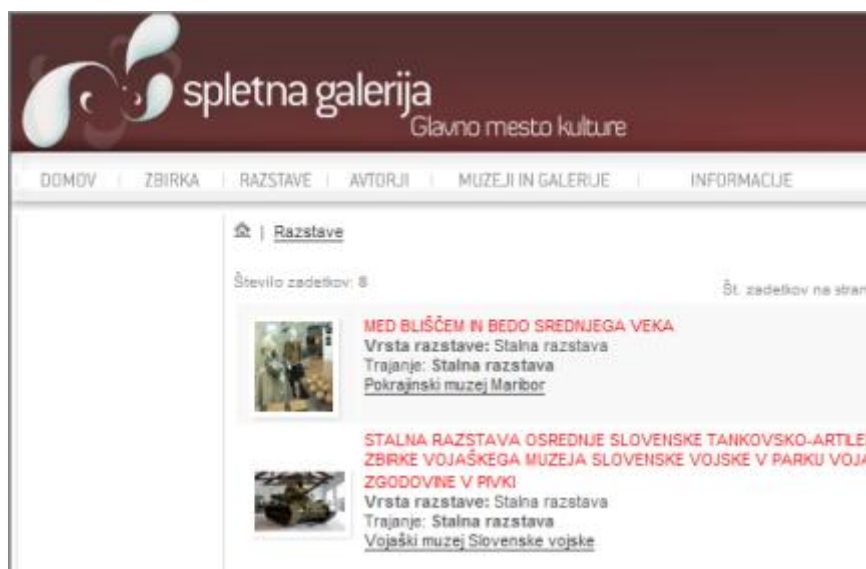 spletna galerija
Glavno mesto kulture
DOMOV | ZBIRKA | RAZSTAVE | AVTORJI | MUZEJI IN GALERIJE | INFORMACIJE
| Razstave
Število zadetkov: 8
Št. zadetkov na stran
MED BLIŠČEM IN BEDO SREDNJEGA VEKA
Vrsta razstave: Stalna razstava
Trajanje: Stalna razstava
Pokrajinski muzej Maribor
STALNA RAZSTAVA OSREDNJE SLOVENSKE TANKOVSKO-ARTILE
ZBIRKE VOJAŠKEGA MUZEJA SLOVENSKE VOJSKE V PARKU VOJA
ZGODOVINE V PIVKI
Vrsta razstave: Stalna razstava
Trajanje: Stalna razstava
Vojaški muzej Slovenske vojske